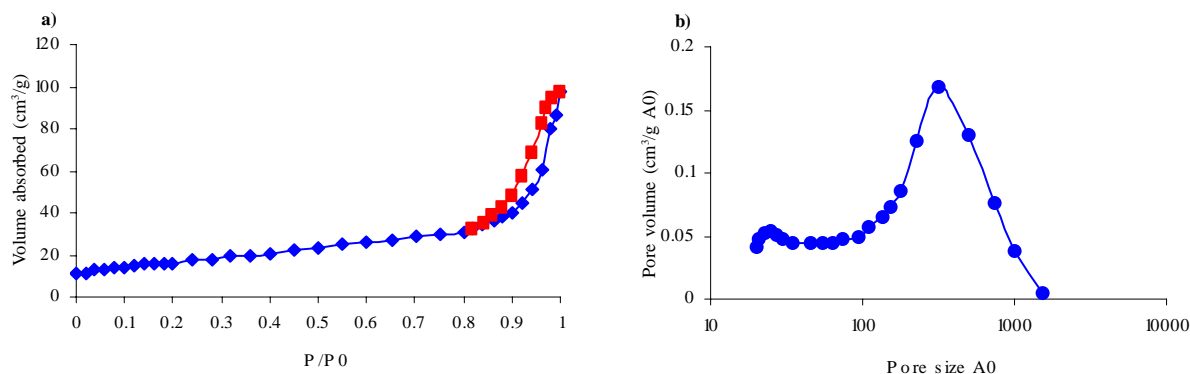 a)
Volume absorbed (cm³/g)
120
100
80
60
40
20
0
0 0.1 0.2 0.3 0.4 0.5 0.6 0.7 0.8 0.9 1
P/P0
b)
Pore volume (cm³/g A0)
0.2
0.15
0.1
0.05
0
10 100 1000 10000
Pore size A0